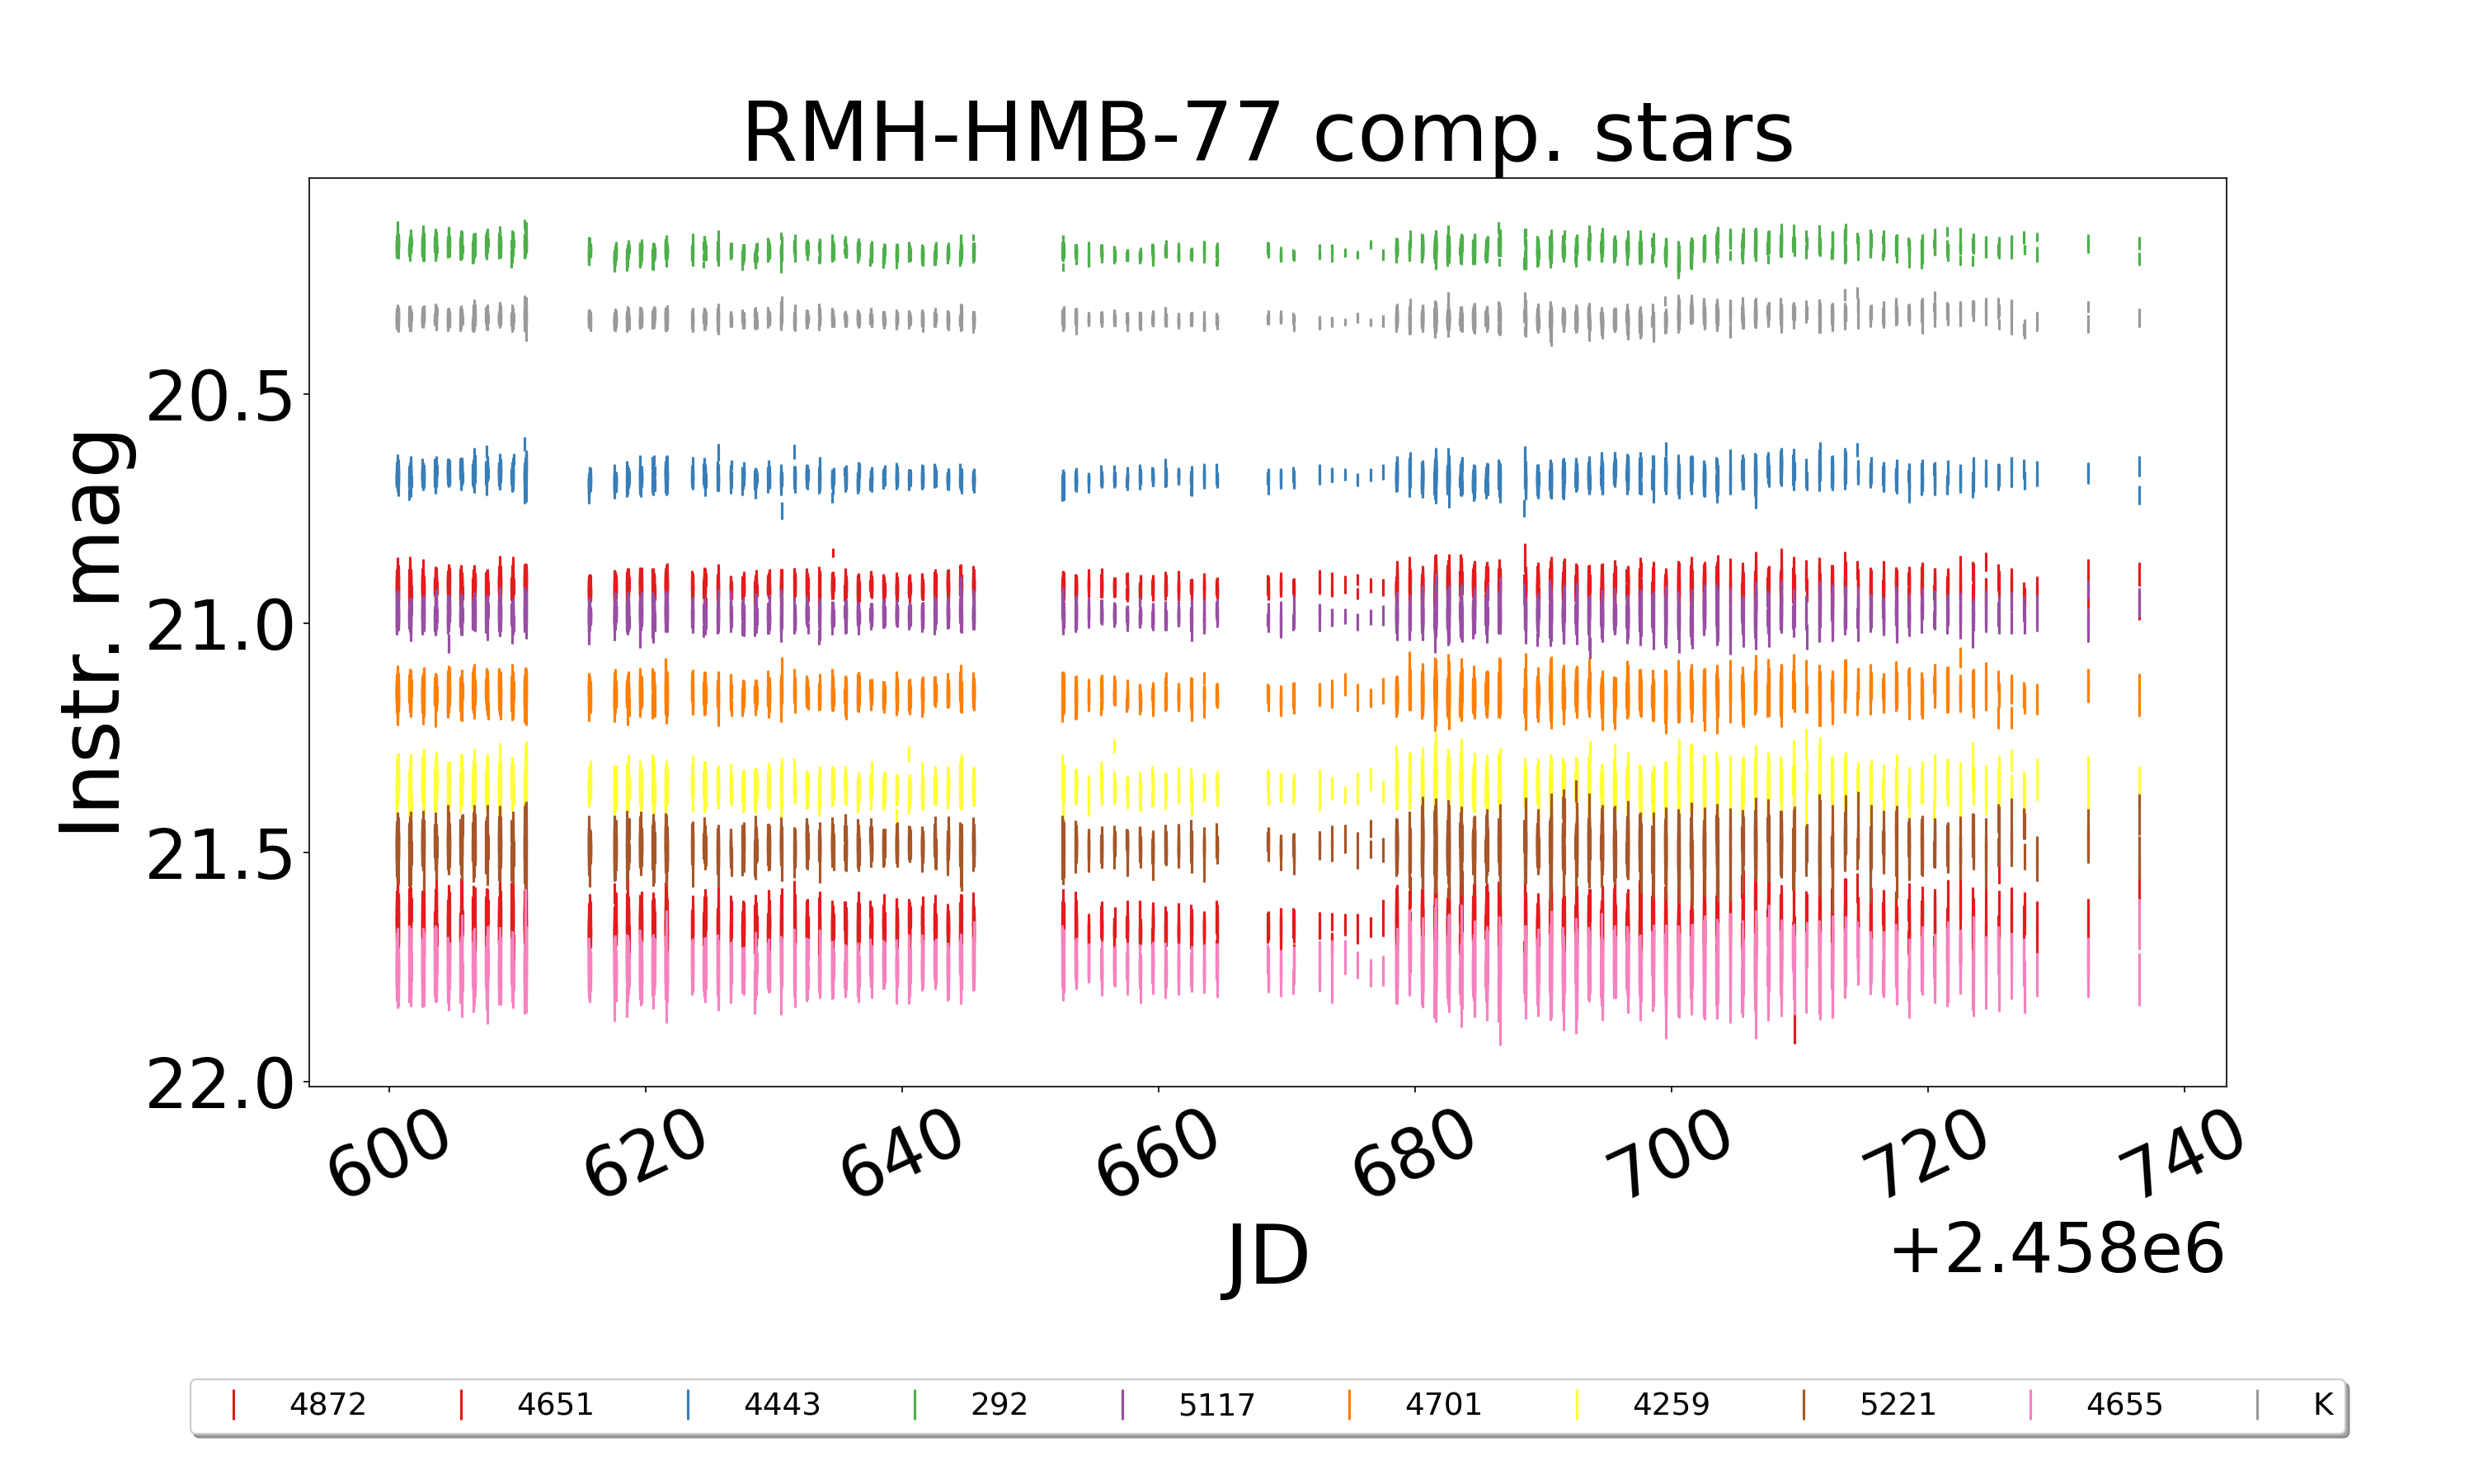 RMH-HMB-77 comp. stars
Instr. mag
20.5
21.0
21.5
22.0
600 620 640 660 680 700 720 740
JD
+2.458e6
4872 4651 4443 292 5117 4701 4259 5221 4655 K